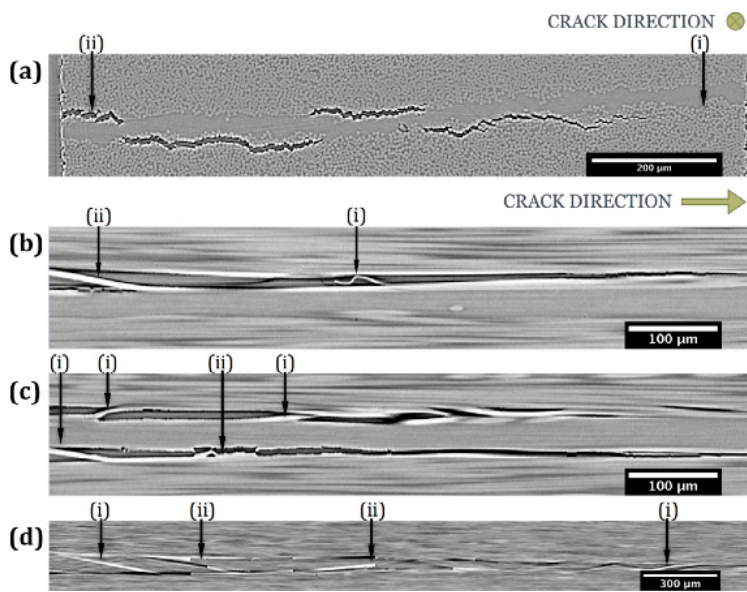 CRACK DIRECTION
(ii) (i)
(a)
200 µm
CRACK DIRECTION
(ii) (i)
(b)
100 µm
(i) (i) (ii) (i)
(c)
100 µm
(i) (ii) (ii) (i)
(d)
300 µm